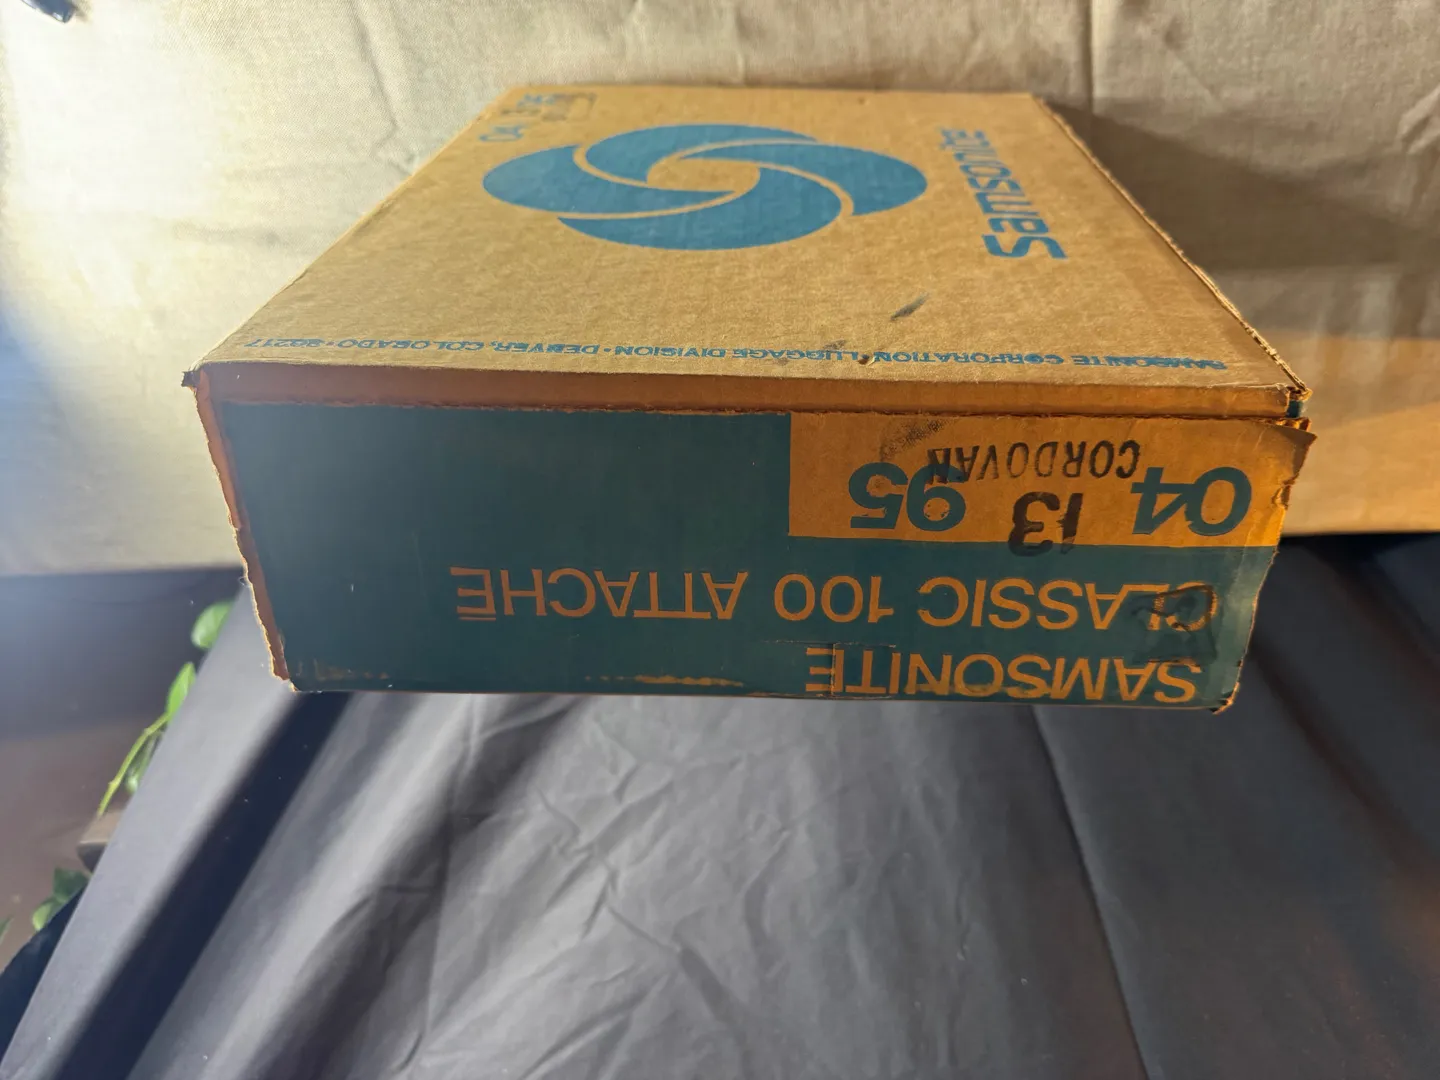 SAMSONITE
CLASSIC 100 ATTACHÉ
04 13 95
CORDOVAN
Samsonite
SAMSONITE CORPORATION / LUGGAGE DIVISION • DENVER, COLORADO • 80217
04